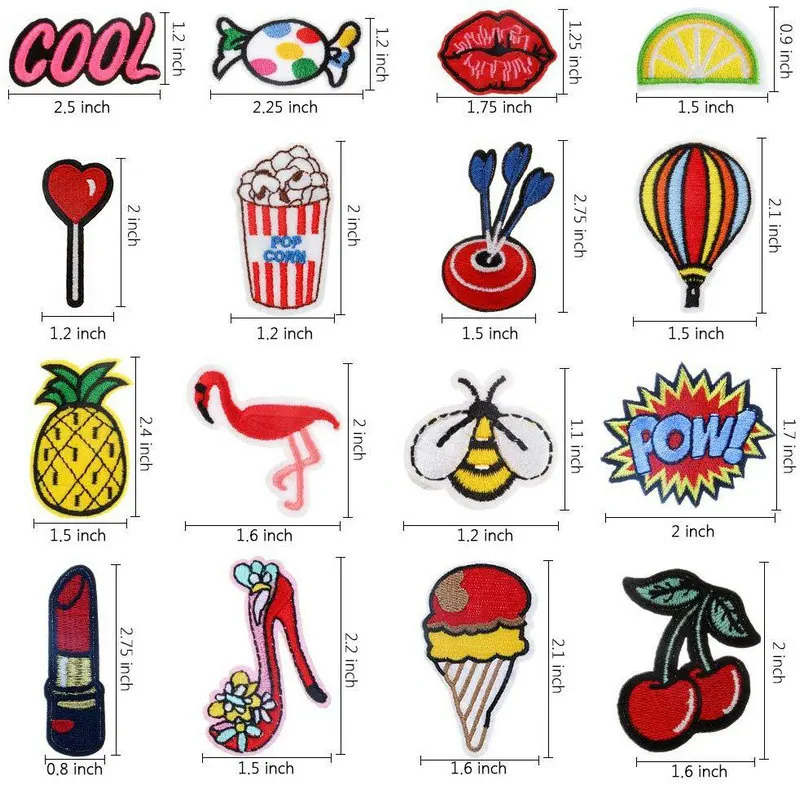 COOL
1.2 inch
2.5 inch
1.2 inch
2.25 inch
1.25 inch
1.75 inch
0.9 inch
1.5 inch
2 inch
1.2 inch
POP
CORN
2 inch
1.2 inch
2.75 inch
1.5 inch
2.1 inch
1.5 inch
2.4 inch
1.5 inch
2 inch
1.6 inch
1.1 inch
1.2 inch
POW!
1.7 inch
2 inch
2.75 inch
0.8 inch
2.2 inch
1.5 inch
2.1 inch
1.6 inch
2 inch
1.6 inch